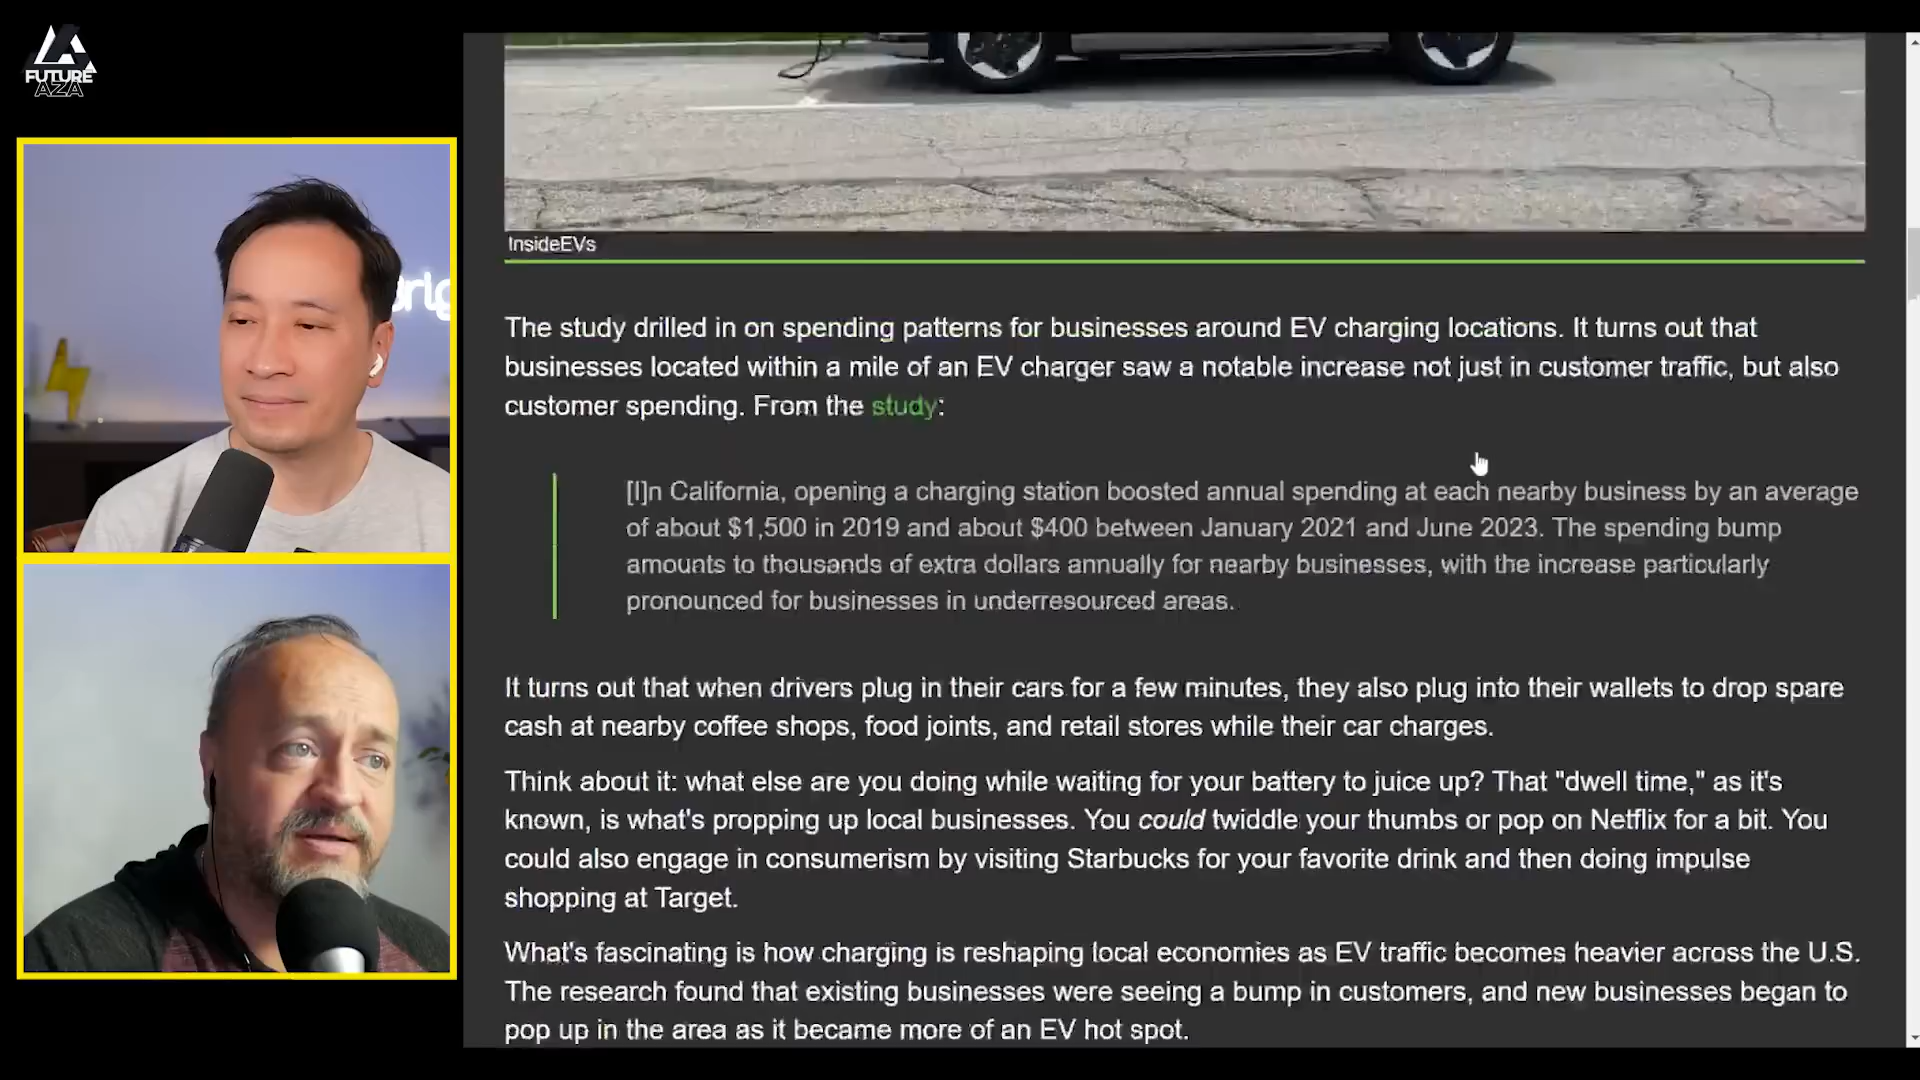 FUTURE
AZA
orig
InsideEVs
The study drilled in on spending patterns for businesses around EV charging locations. It turns out that
businesses located within a mile of an EV charger saw a notable increase not just in customer traffic, but also
customer spending. From the study:
[I]n California, opening a charging station boosted annual spending at each nearby business by an average
of about $1,500 in 2019 and about $400 between January 2021 and June 2023. The spending bump
amounts to thousands of extra dollars annually for nearby businesses, with the increase particularly
pronounced for businesses in underresourced areas.
It turns out that when drivers plug in their cars for a few minutes, they also plug into their wallets to drop spare
cash at nearby coffee shops, food joints, and retail stores while their car charges.
Think about it: what else are you doing while waiting for your battery to juice up? That "dwell time," as it's
known, is what's propping up local businesses. You could twiddle your thumbs or pop on Netflix for a bit. You
could also engage in consumerism by visiting Starbucks for your favorite drink and then doing impulse
shopping at Target.
What's fascinating is how charging is reshaping local economies as EV traffic becomes heavier across the U.S.
The research found that existing businesses were seeing a bump in customers, and new businesses began to
pop up in the area as it became more of an EV hot spot.